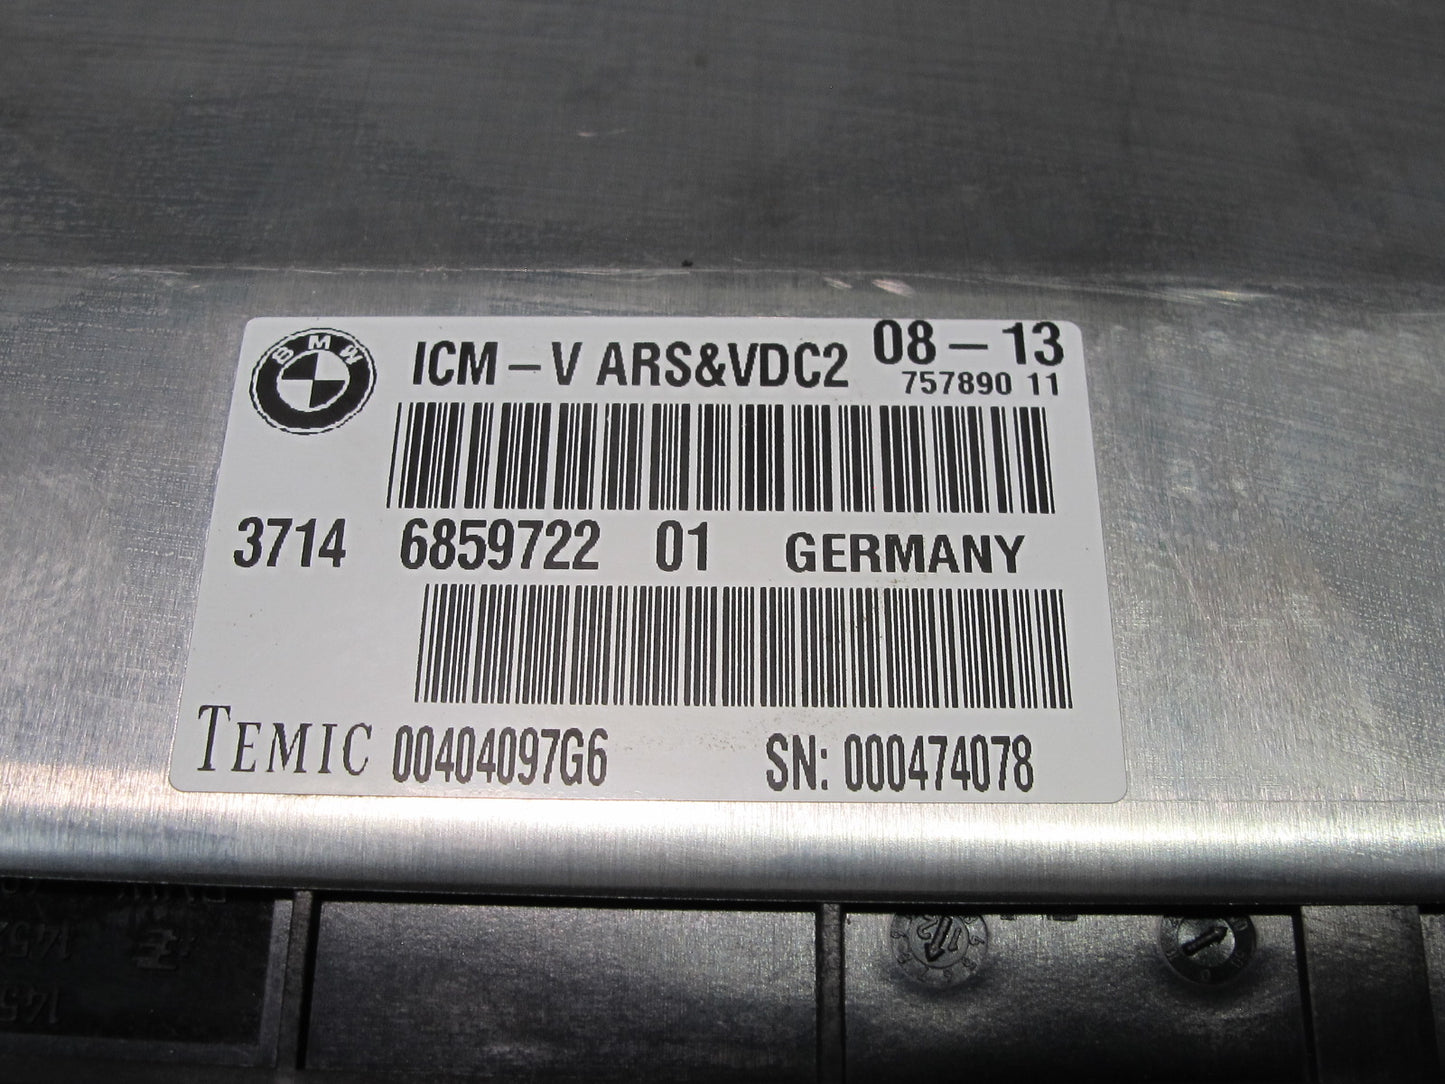 BMW
ICM – V ARS&VDC2 08 – 13
757890 11
3714 6859722 01 GERMANY
TEMIC 00404097G6 SN: 000474078